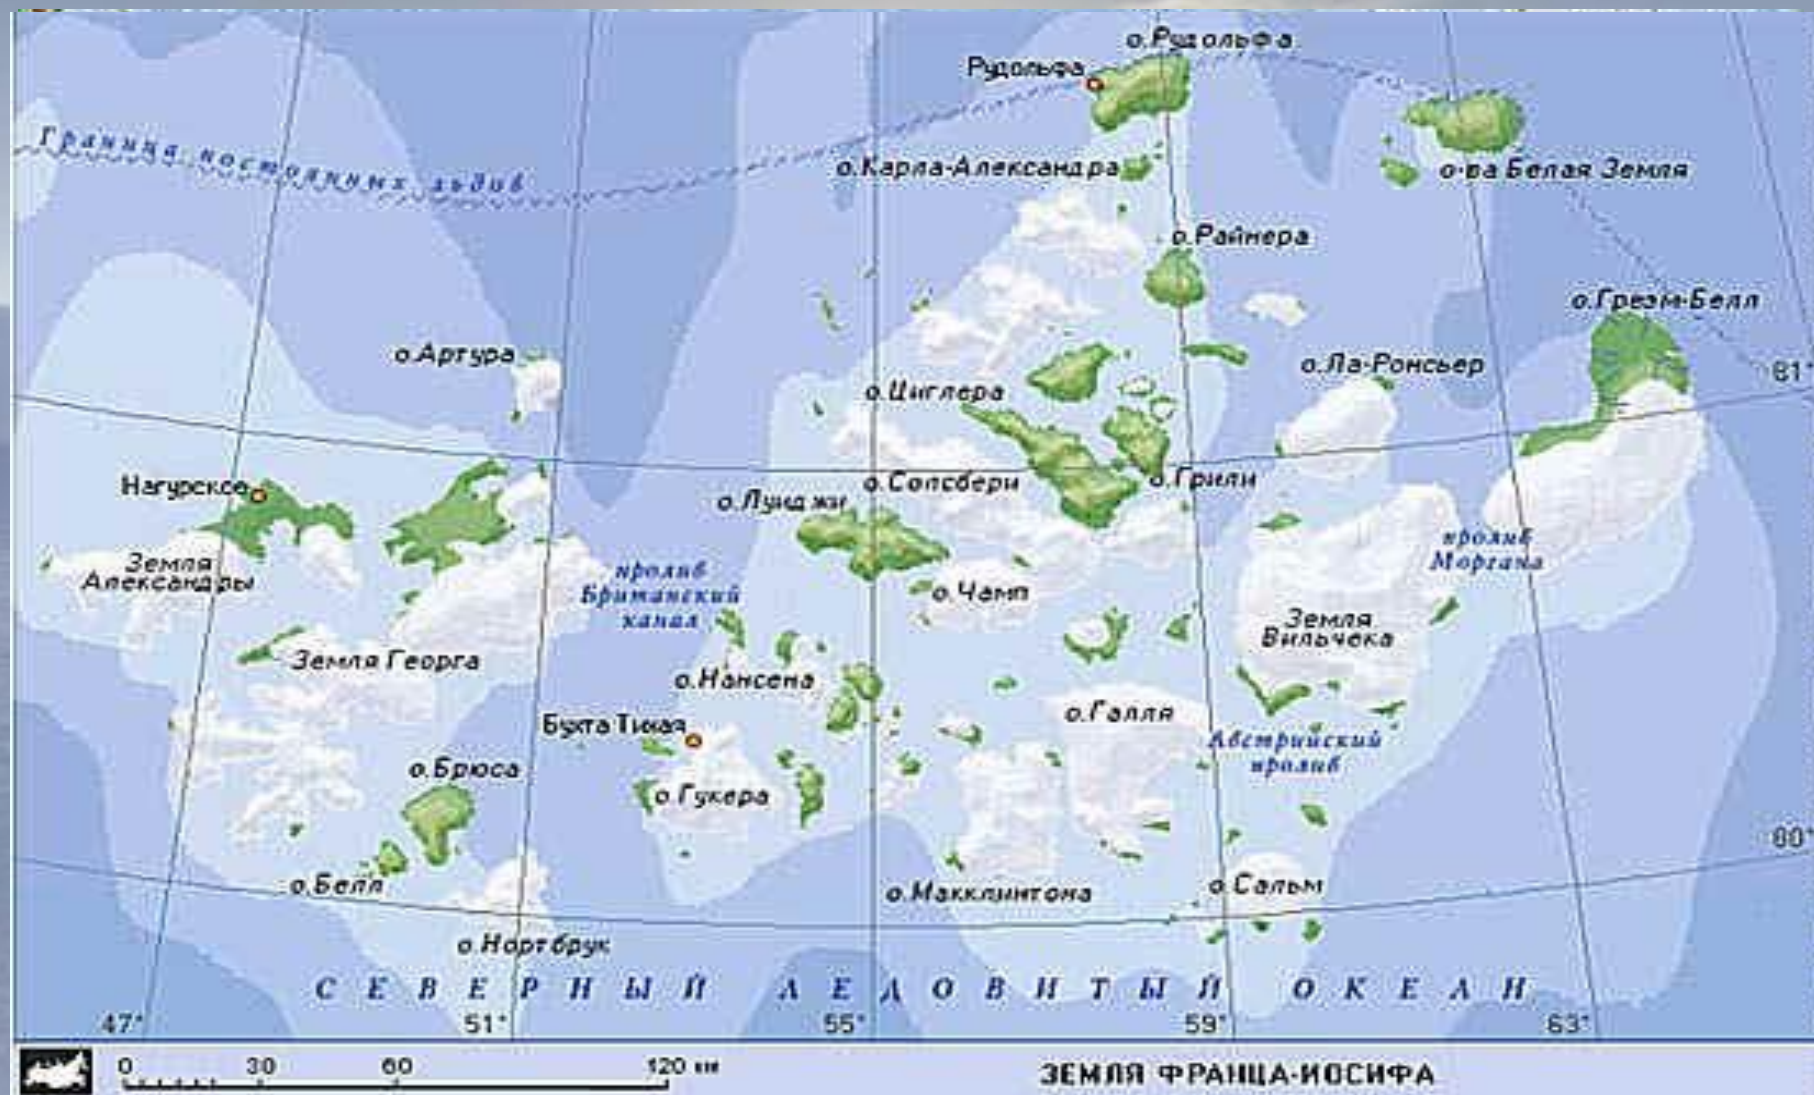 о.Рудольфа
Рудольфа
Граница постоянных льдов
о.Карла-Александра
о-ва Белая Земля
о.Райнера
о.Греэм-Белл
о.Артура
о.Ла-Ронсьер
81°
о.Циглера
Нагурское
о.Солсбери
о.Грили
о.Луиджи
пролив
Моргана
Земля
Александры
пролив
Британский
канал
о.Чамп
Земля
Вильчека
Земля Георга
о.Нансена
о.Галля
Бухта Тихая
Австрийский
пролив
о.Брюса
о.Гукера
80°
о.Белл
о.Макклинтона
о.Сальм
о.Нортбрук
СЕВЕРНЫЙ ЛЕДОВИТЫЙ ОКЕАН
47° 51° 55° 59° 63°
0 30 60 120 км
ЗЕМЛЯ ФРАНЦА-ИОСИФА